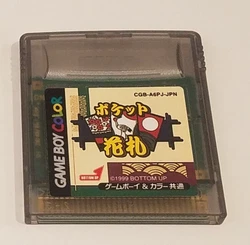 CGB-A6PJ-JPN
GAME BOY COLOR
ポケット
花札
©1999 BOTTOM UP
ゲームボーイ & カラー 共通